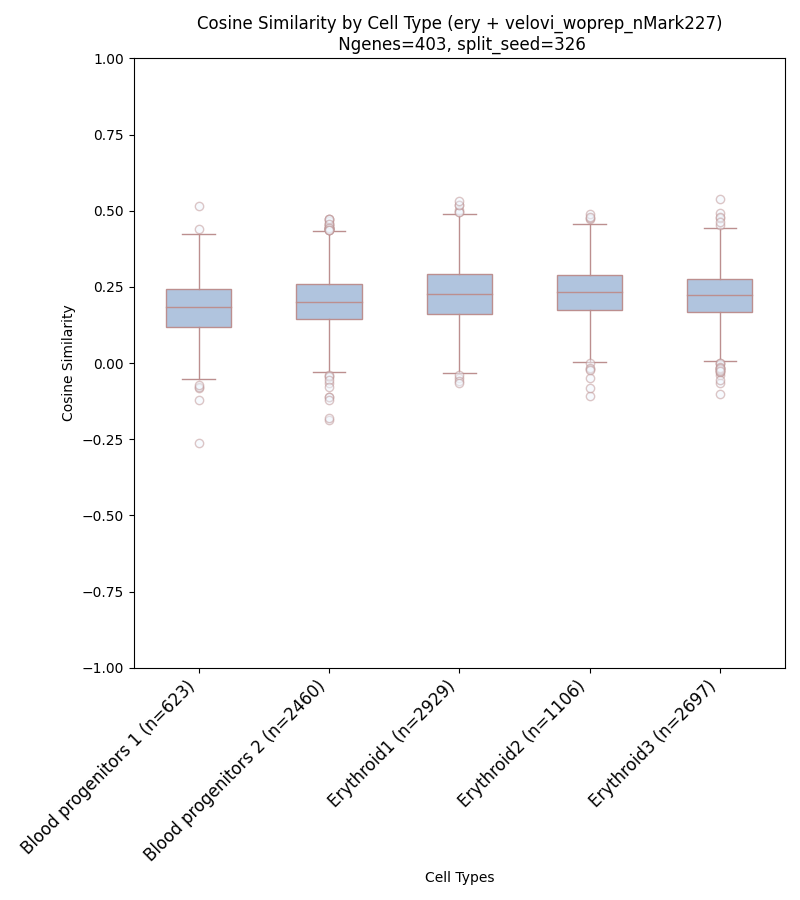 Cosine Similarity by Cell Type (ery + velovi_woprep_nMark227)
Ngenes=403, split_seed=326
Cosine Similarity
1.00
0.75
0.50
0.25
0.00
−0.25
−0.50
−0.75
−1.00
Blood progenitors 1 (n=623)
Blood progenitors 2 (n=2460)
Erythroid1 (n=2929)
Erythroid2 (n=1106)
Erythroid3 (n=2697)
Cell Types